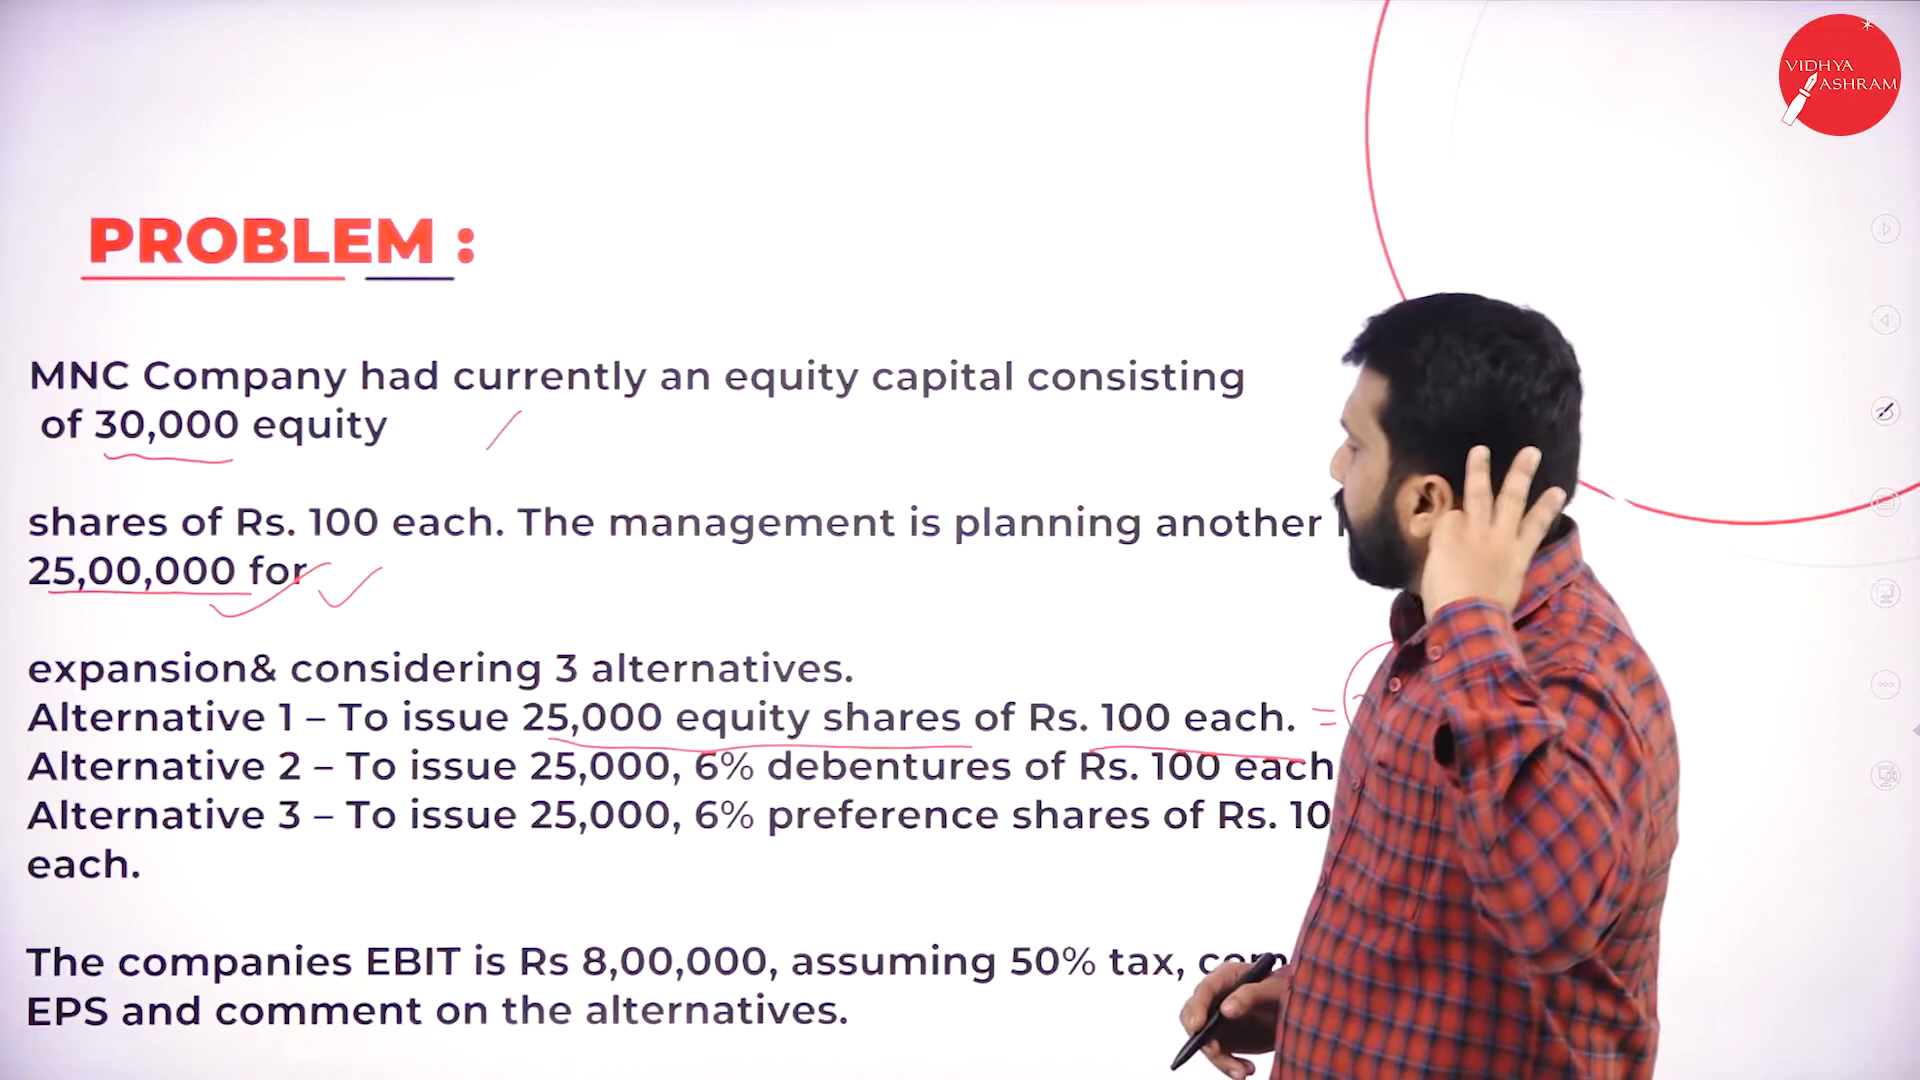 VIDHYA
ASHRAM
PROBLEM :
MNC Company had currently an equity capital consisting
of 30,000 equity
shares of Rs. 100 each. The management is planning another
25,00,000 for
expansion& considering 3 alternatives.
Alternative 1 – To issue 25,000 equity shares of Rs. 100 each. =
Alternative 2 – To issue 25,000, 6% debentures of Rs. 100 each
Alternative 3 – To issue 25,000, 6% preference shares of Rs. 10
each.
The companies EBIT is Rs 8,00,000, assuming 50% tax,
EPS and comment on the alternatives.